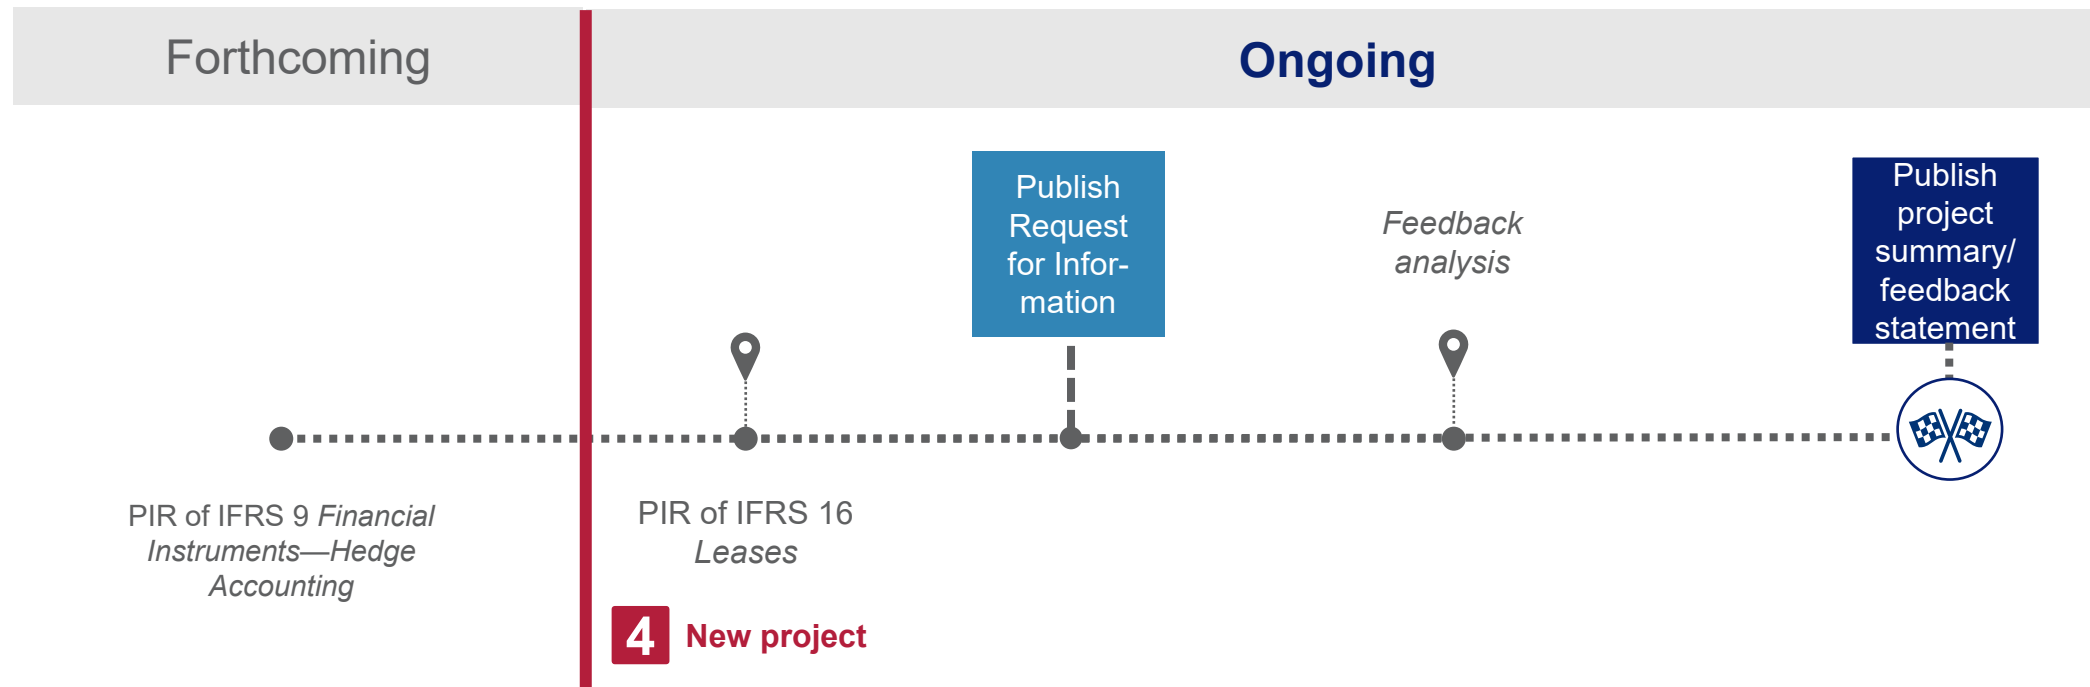 Forthcoming
Ongoing
Publish
Request
for Infor-
mation
Feedback
analysis
Publish
project
summary/
feedback
statement
PIR of IFRS 9 Financial
Instruments—Hedge
Accounting
PIR of IFRS 16
Leases
4 New project